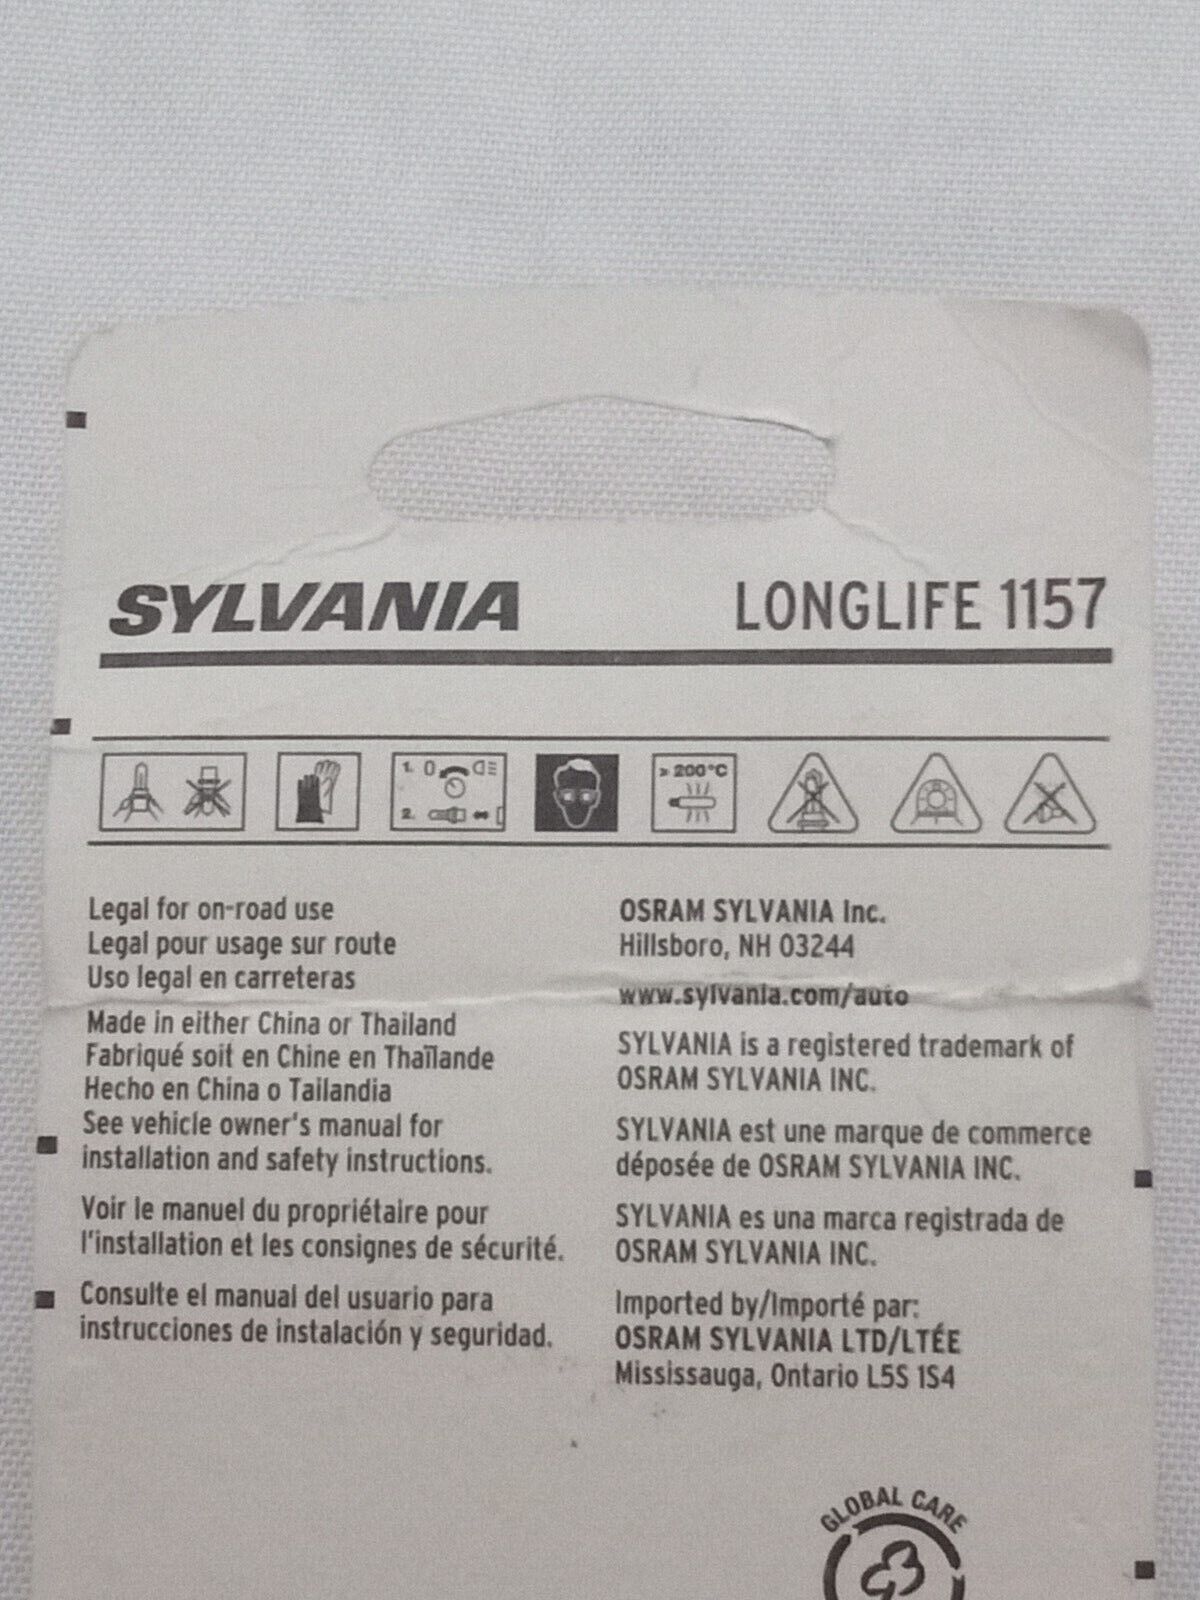 SYLVANIA
LONGLIFE 1157
1. 0
2.
> 200°C
Legal for on-road use
Legal pour usage sur route
Uso legal en carreteras
Made in either China or Thailand
Fabriqué soit en Chine en Thaïlande
Hecho en China o Tailandia
See vehicle owner's manual for
installation and safety instructions.
Voir le manuel du propriétaire pour
l'installation et les consignes de sécurité.
Consulte el manual del usuario para
instrucciones de instalación y seguridad.
OSRAM SYLVANIA Inc.
Hillsboro, NH 03244
www.sylvania.com/auto
SYLVANIA is a registered trademark of
OSRAM SYLVANIA INC.
SYLVANIA est une marque de commerce
déposée de OSRAM SYLVANIA INC.
SYLVANIA es una marca registrada de
OSRAM SYLVANIA INC.
Imported by/Importé par:
OSRAM SYLVANIA LTD/LTÉE
Mississauga, Ontario L5S 1S4
GLOBAL CARE